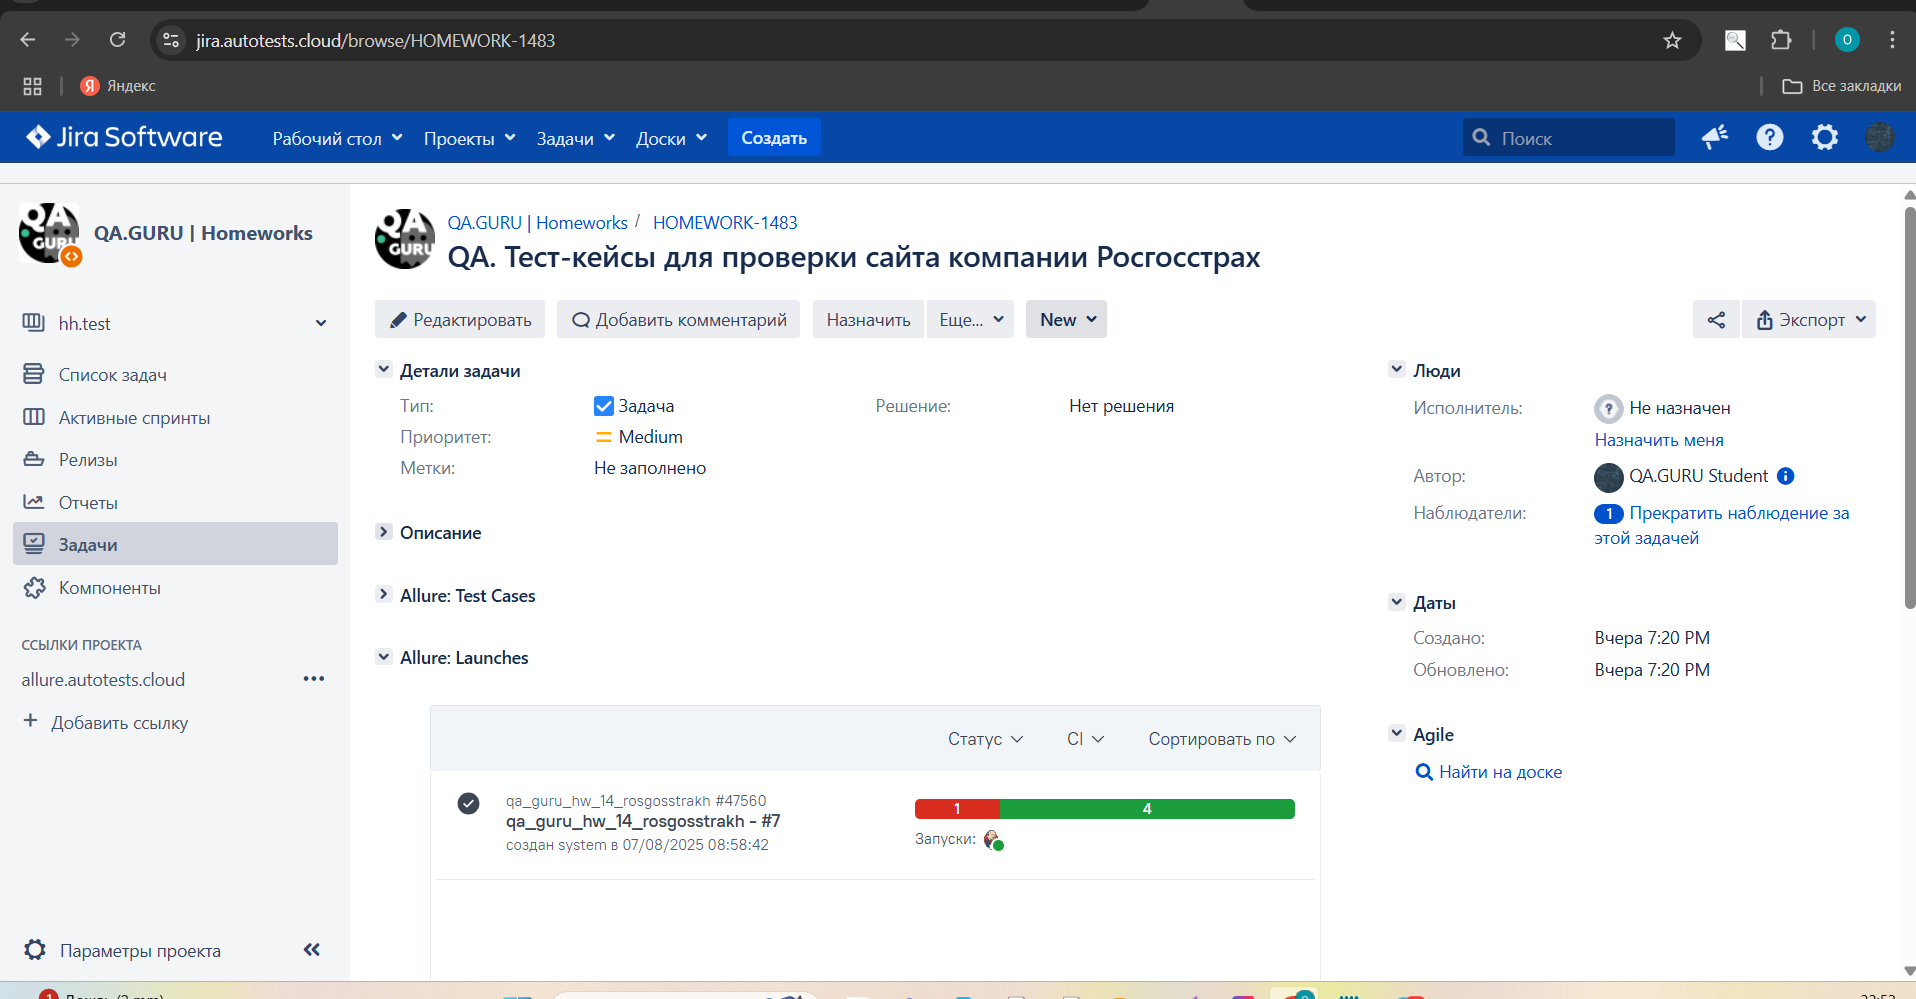 jira.autotests.cloud/browse/HOMEWORK-1483
O
Я Яндекс
Все закладки
Jira Software
Рабочий стол
Проекты
Задачи
Доски
Создать
Поиск
QA GURU
QA.GURU | Homeworks
hh.test
Список задач
Активные спринты
Релизы
Отчеты
Задачи
Компоненты
ССЫЛКИ ПРОЕКТА
allure.autotests.cloud
Добавить ссылку
Параметры проекта
QA GURU
QA.GURU | Homeworks / HOMEWORK-1483
QA. Тест-кейсы для проверки сайта компании Росгосстрах
Редактировать
Добавить комментарий
Назначить
Еще...
New
Экспорт
Детали задачи
Тип: Задача
Решение: Нет решения
Приоритет: Medium
Метки: Не заполнено
Описание
Allure: Test Cases
Allure: Launches
Статус
CI
Сортировать по
qa_guru_hw_14_rosgosstrakh #47560
qa_guru_hw_14_rosgosstrakh - #7
создан system в 07/08/2025 08:58:42
1 4
Запуски:
Люди
Исполнитель: Не назначен
Назначить меня
Автор: QA.GURU Student
Наблюдатели: 1 Прекратить наблюдение за
этой задачей
Даты
Создано: Вчера 7:20 PM
Обновлено: Вчера 7:20 PM
Agile
Найти на доске
1